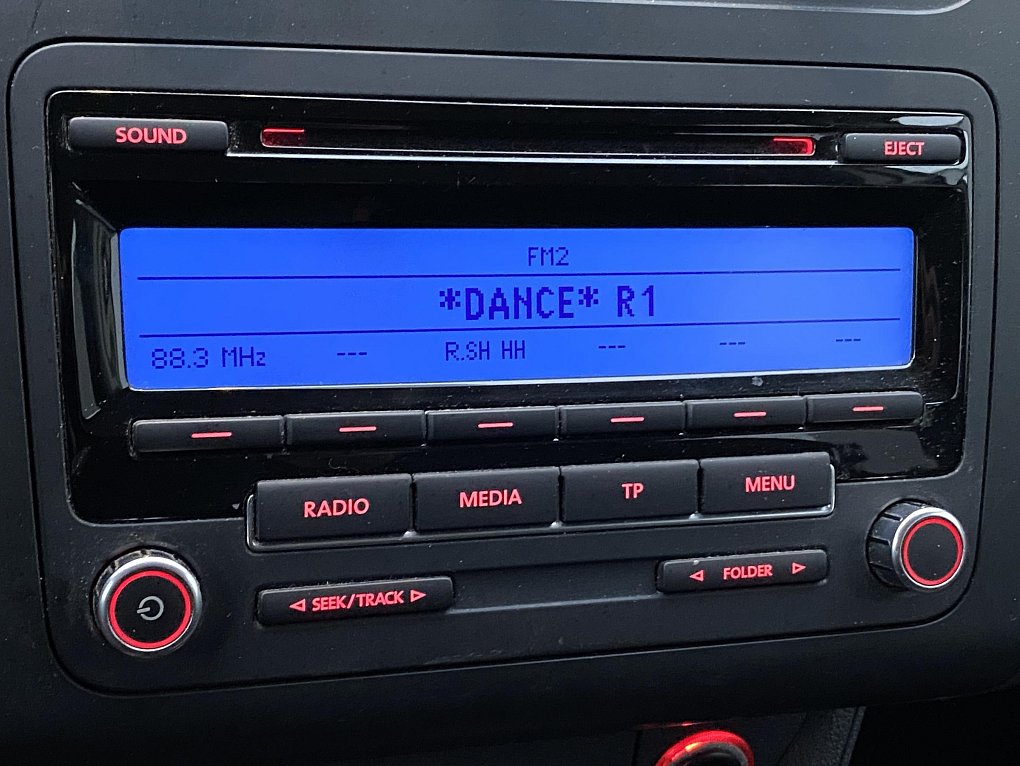 SOUND
EJECT
FM2
*DANCE* R1
88.3 MHz --- R.SH HH --- --- ---
RADIO MEDIA TP MENU
SEEK/TRACK
FOLDER